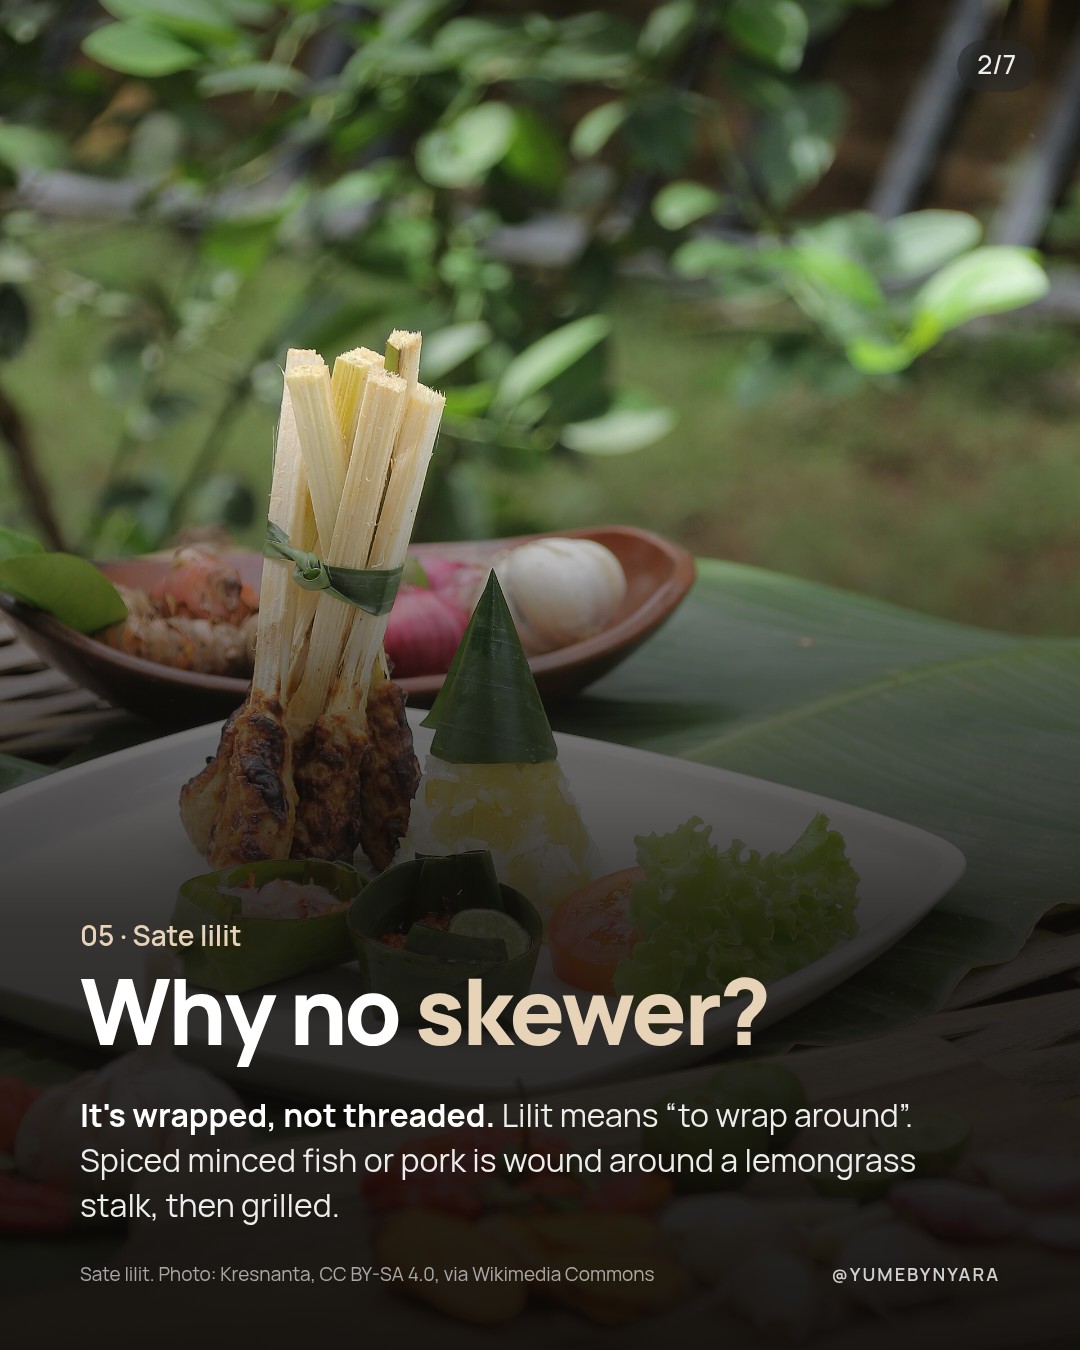 2/7
05 · Sate lilit
Why no skewer?
It's wrapped, not threaded. Lilit means “to wrap around”.
Spiced minced fish or pork is wound around a lemongrass
stalk, then grilled.
Sate lilit. Photo: Kresnanta, CC BY-SA 4.0, via Wikimedia Commons
@YUMEBYNYARA